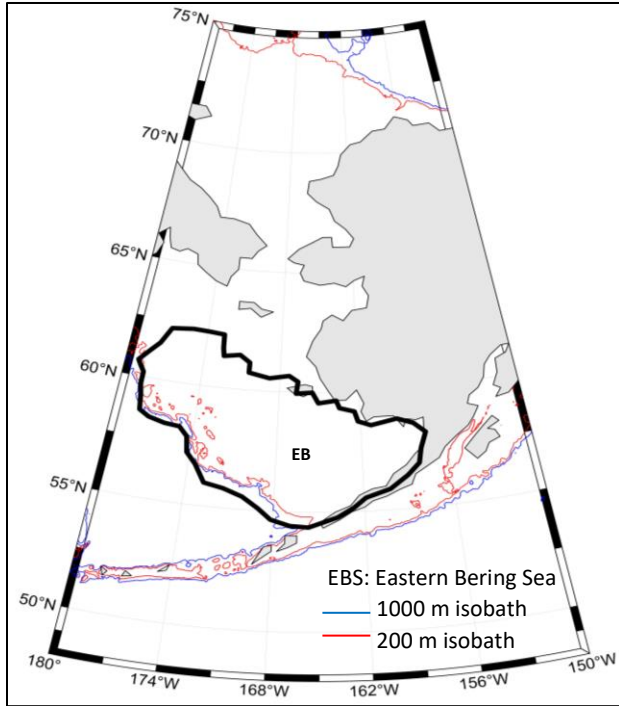 75°N
70°N
65°N
60°N
EB
55°N
EBS: Eastern Bering Sea
1000 m isobath
50°N
200 m isobath
180°
174°W
168°W
162°W
156°W
150°W